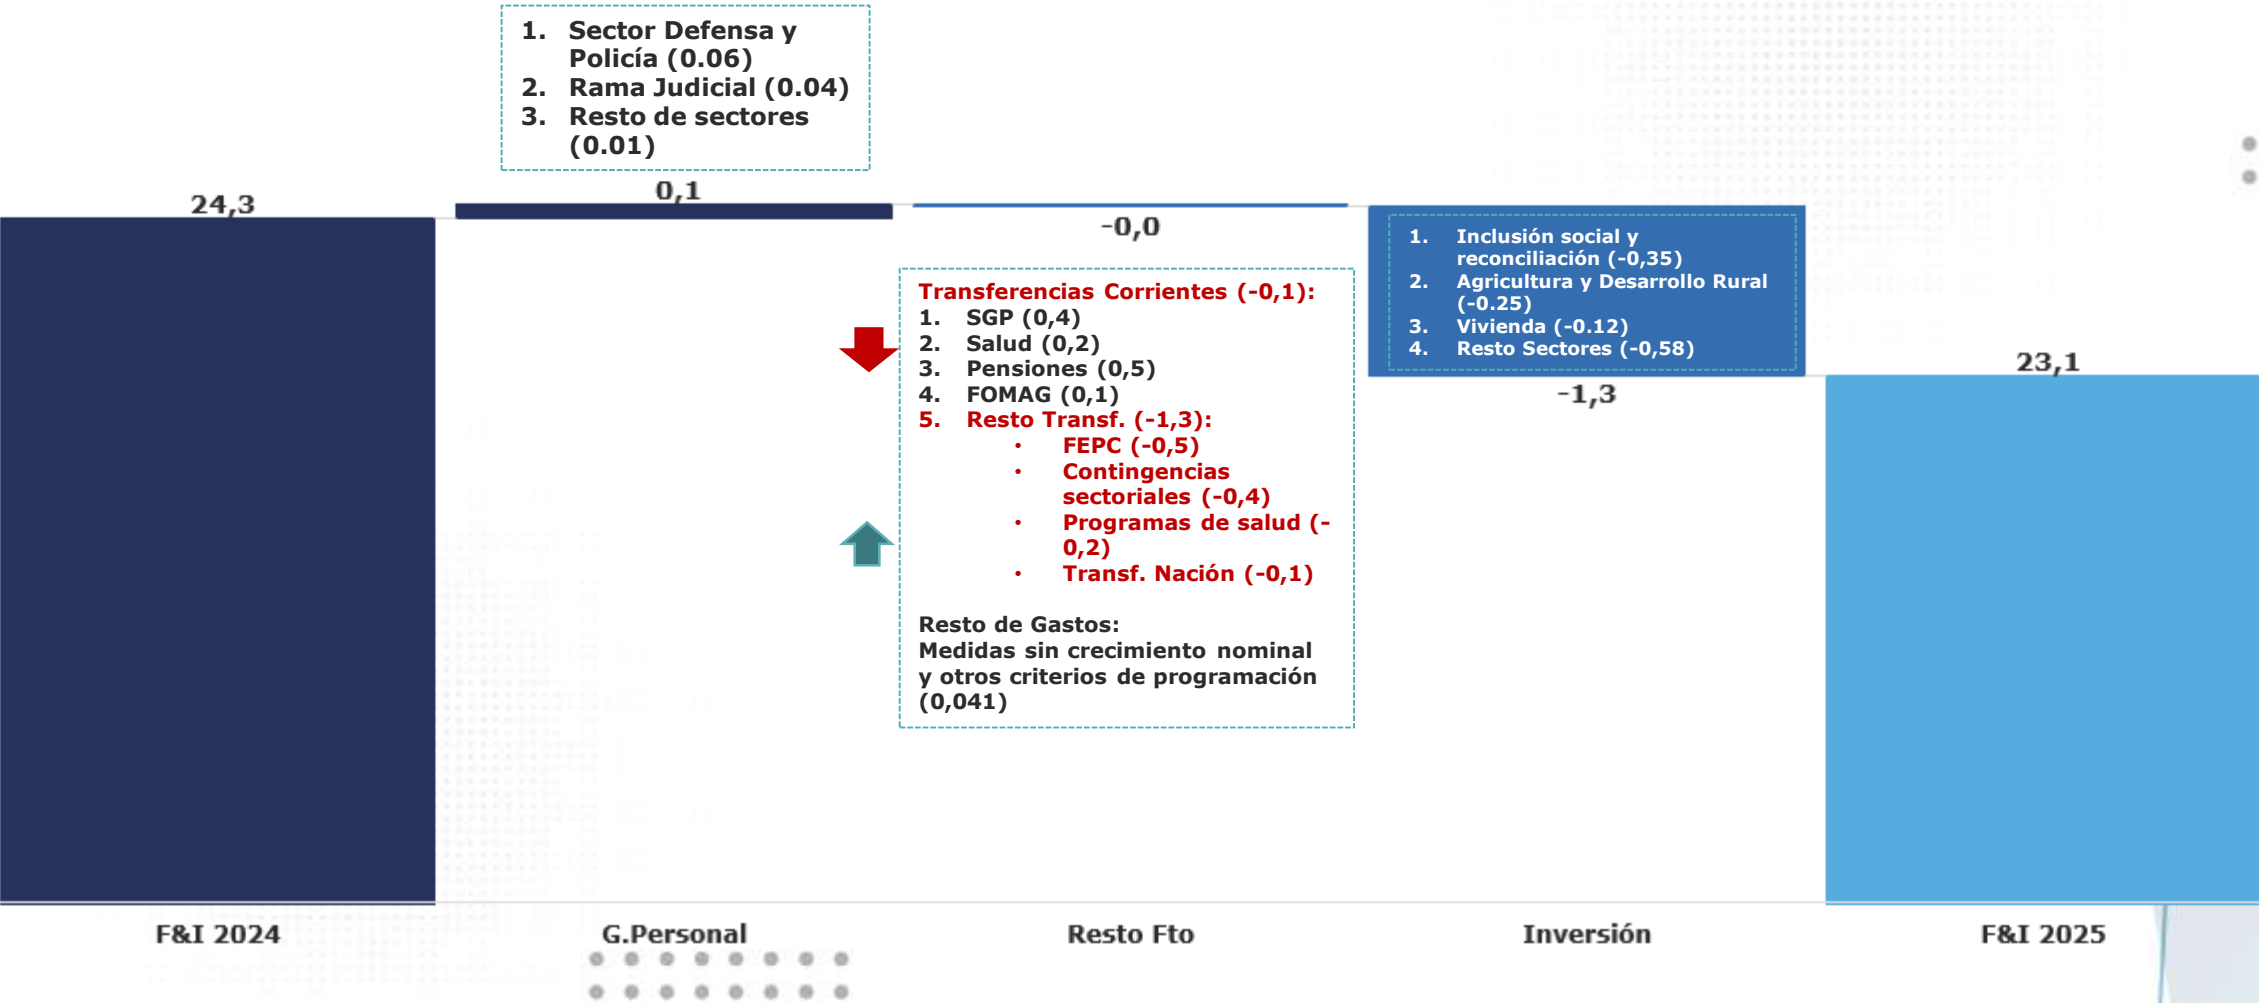 1. Sector Defensa y
Policía (0.06)
2. Rama Judicial (0.04)
3. Resto de sectores
(0.01)
24,3
0,1
-0,0
1. Inclusión social y
reconciliación (-0,35)
2. Agricultura y Desarrollo Rural
(-0.25)
3. Vivienda (-0.12)
4. Resto Sectores (-0,58)
-1,3
23,1
Transferencias Corrientes (-0,1):
1. SGP (0,4)
2. Salud (0,2)
3. Pensiones (0,5)
4. FOMAG (0,1)
5. Resto Transf. (-1,3):
• FEPC (-0,5)
• Contingencias
sectoriales (-0,4)
• Programas de salud (-
0,2)
• Transf. Nación (-0,1)
Resto de Gastos:
Medidas sin crecimiento nominal
y otros criterios de programación
(0,041)
F&I 2024
G.Personal
Resto Fto
Inversión
F&I 2025